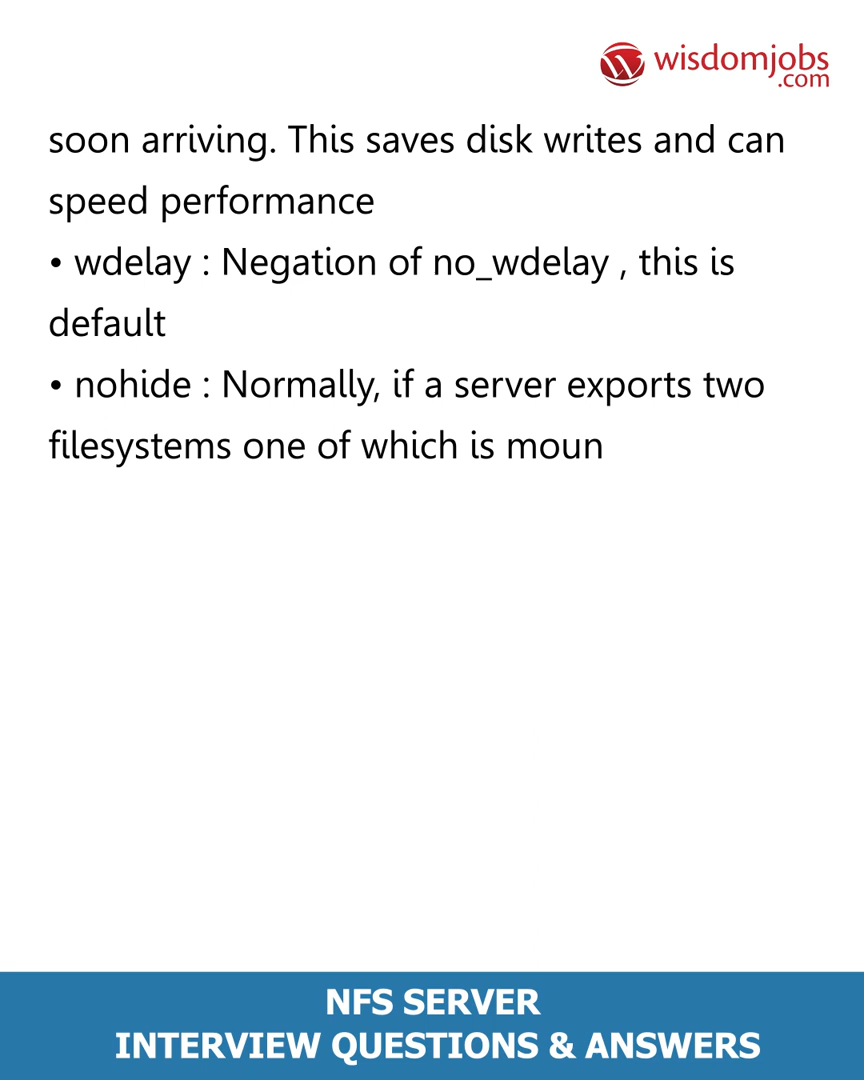 wisdomjobs
.com
soon arriving. This saves disk writes and can
speed performance
• wdelay : Negation of no_wdelay , this is
default
• nohide : Normally, if a server exports two
filesystems one of which is moun
NFS SERVER
INTERVIEW QUESTIONS & ANSWERS